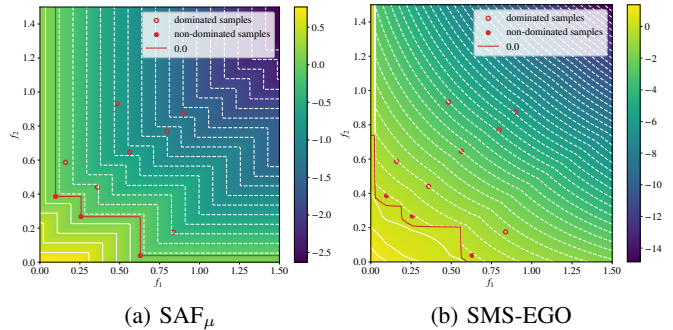 dominated samples
non-dominated samples
0.0
1.4
1.2
1.0
0.8
0.6
0.4
0.2
0.0
f2
0.00 0.25 0.50 0.75 1.00 1.25 1.50
f1
0.5
0.0
−0.5
−1.0
−1.5
−2.0
−2.5
(a) SAFμ
dominated samples
non-dominated samples
0.0
1.4
1.2
1.0
0.8
0.6
0.4
0.2
0.0
f2
0.00 0.25 0.50 0.75 1.00 1.25 1.50
f1
0
−2
−4
−6
−8
−10
−12
−14
(b) SMS-EGO